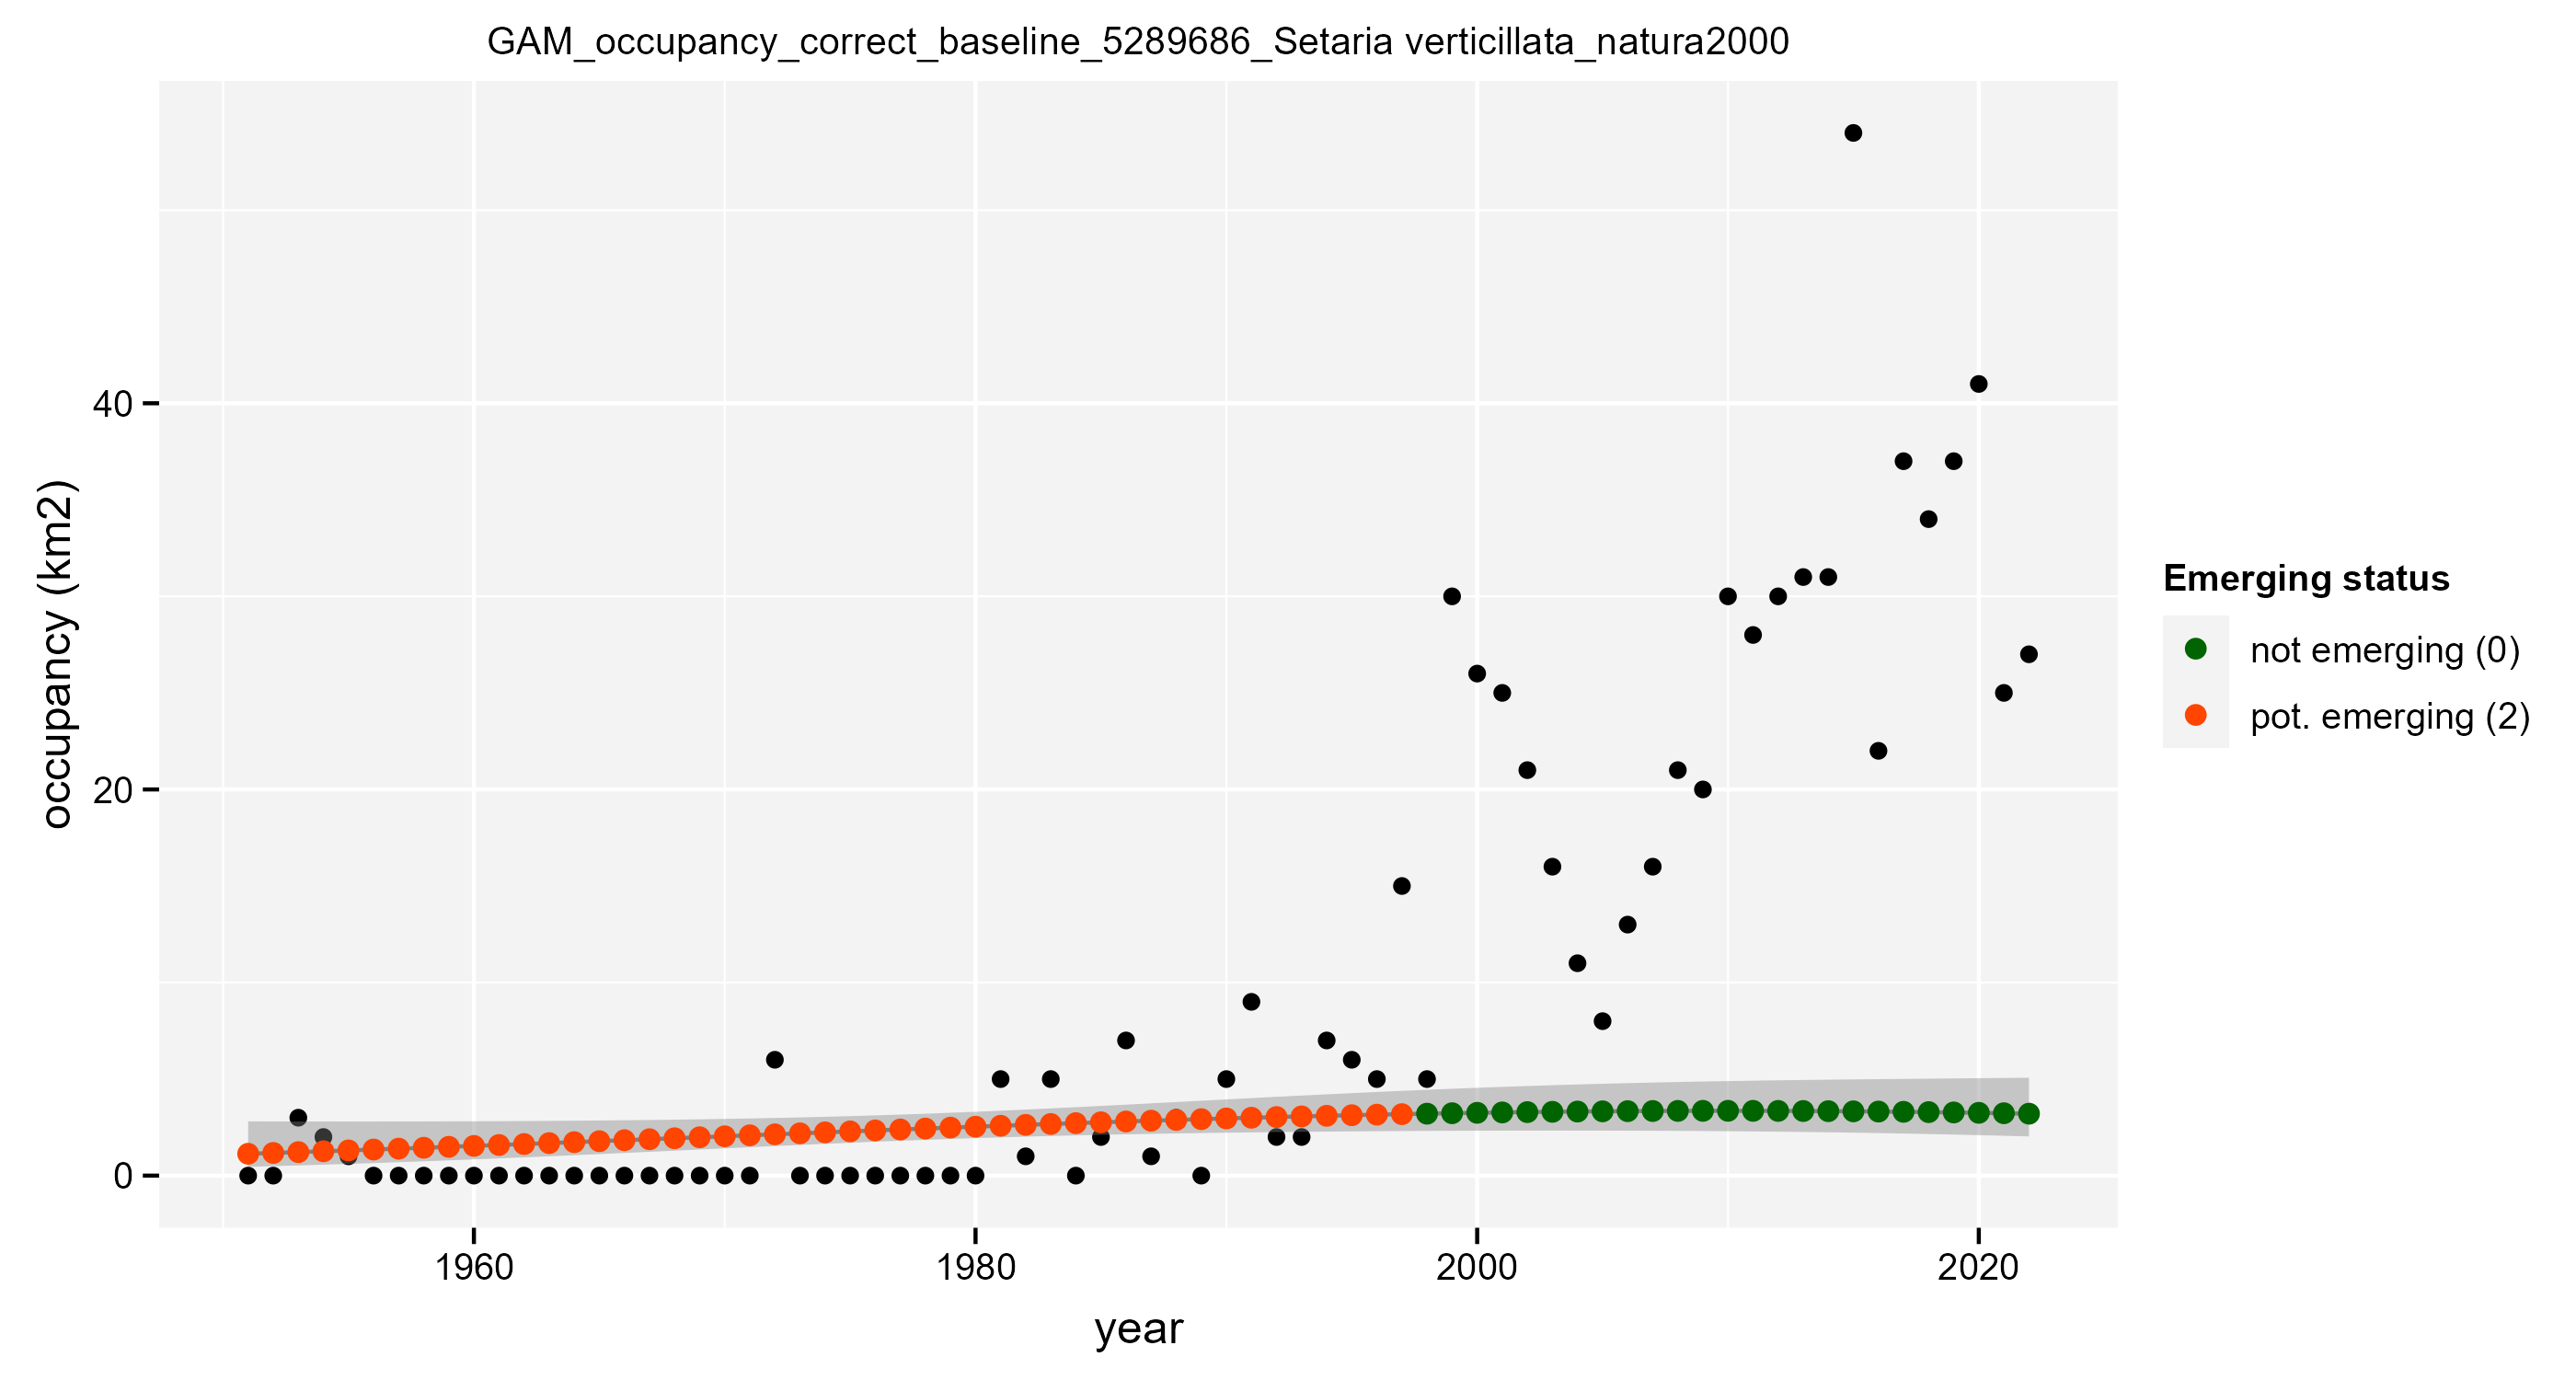 GAM_occupancy_correct_baseline_5289686_Setaria verticillata_natura2000
occupancy (km2)
40
20
0
1960
1980
2000
2020
year
Emerging status
not emerging (0)
pot. emerging (2)